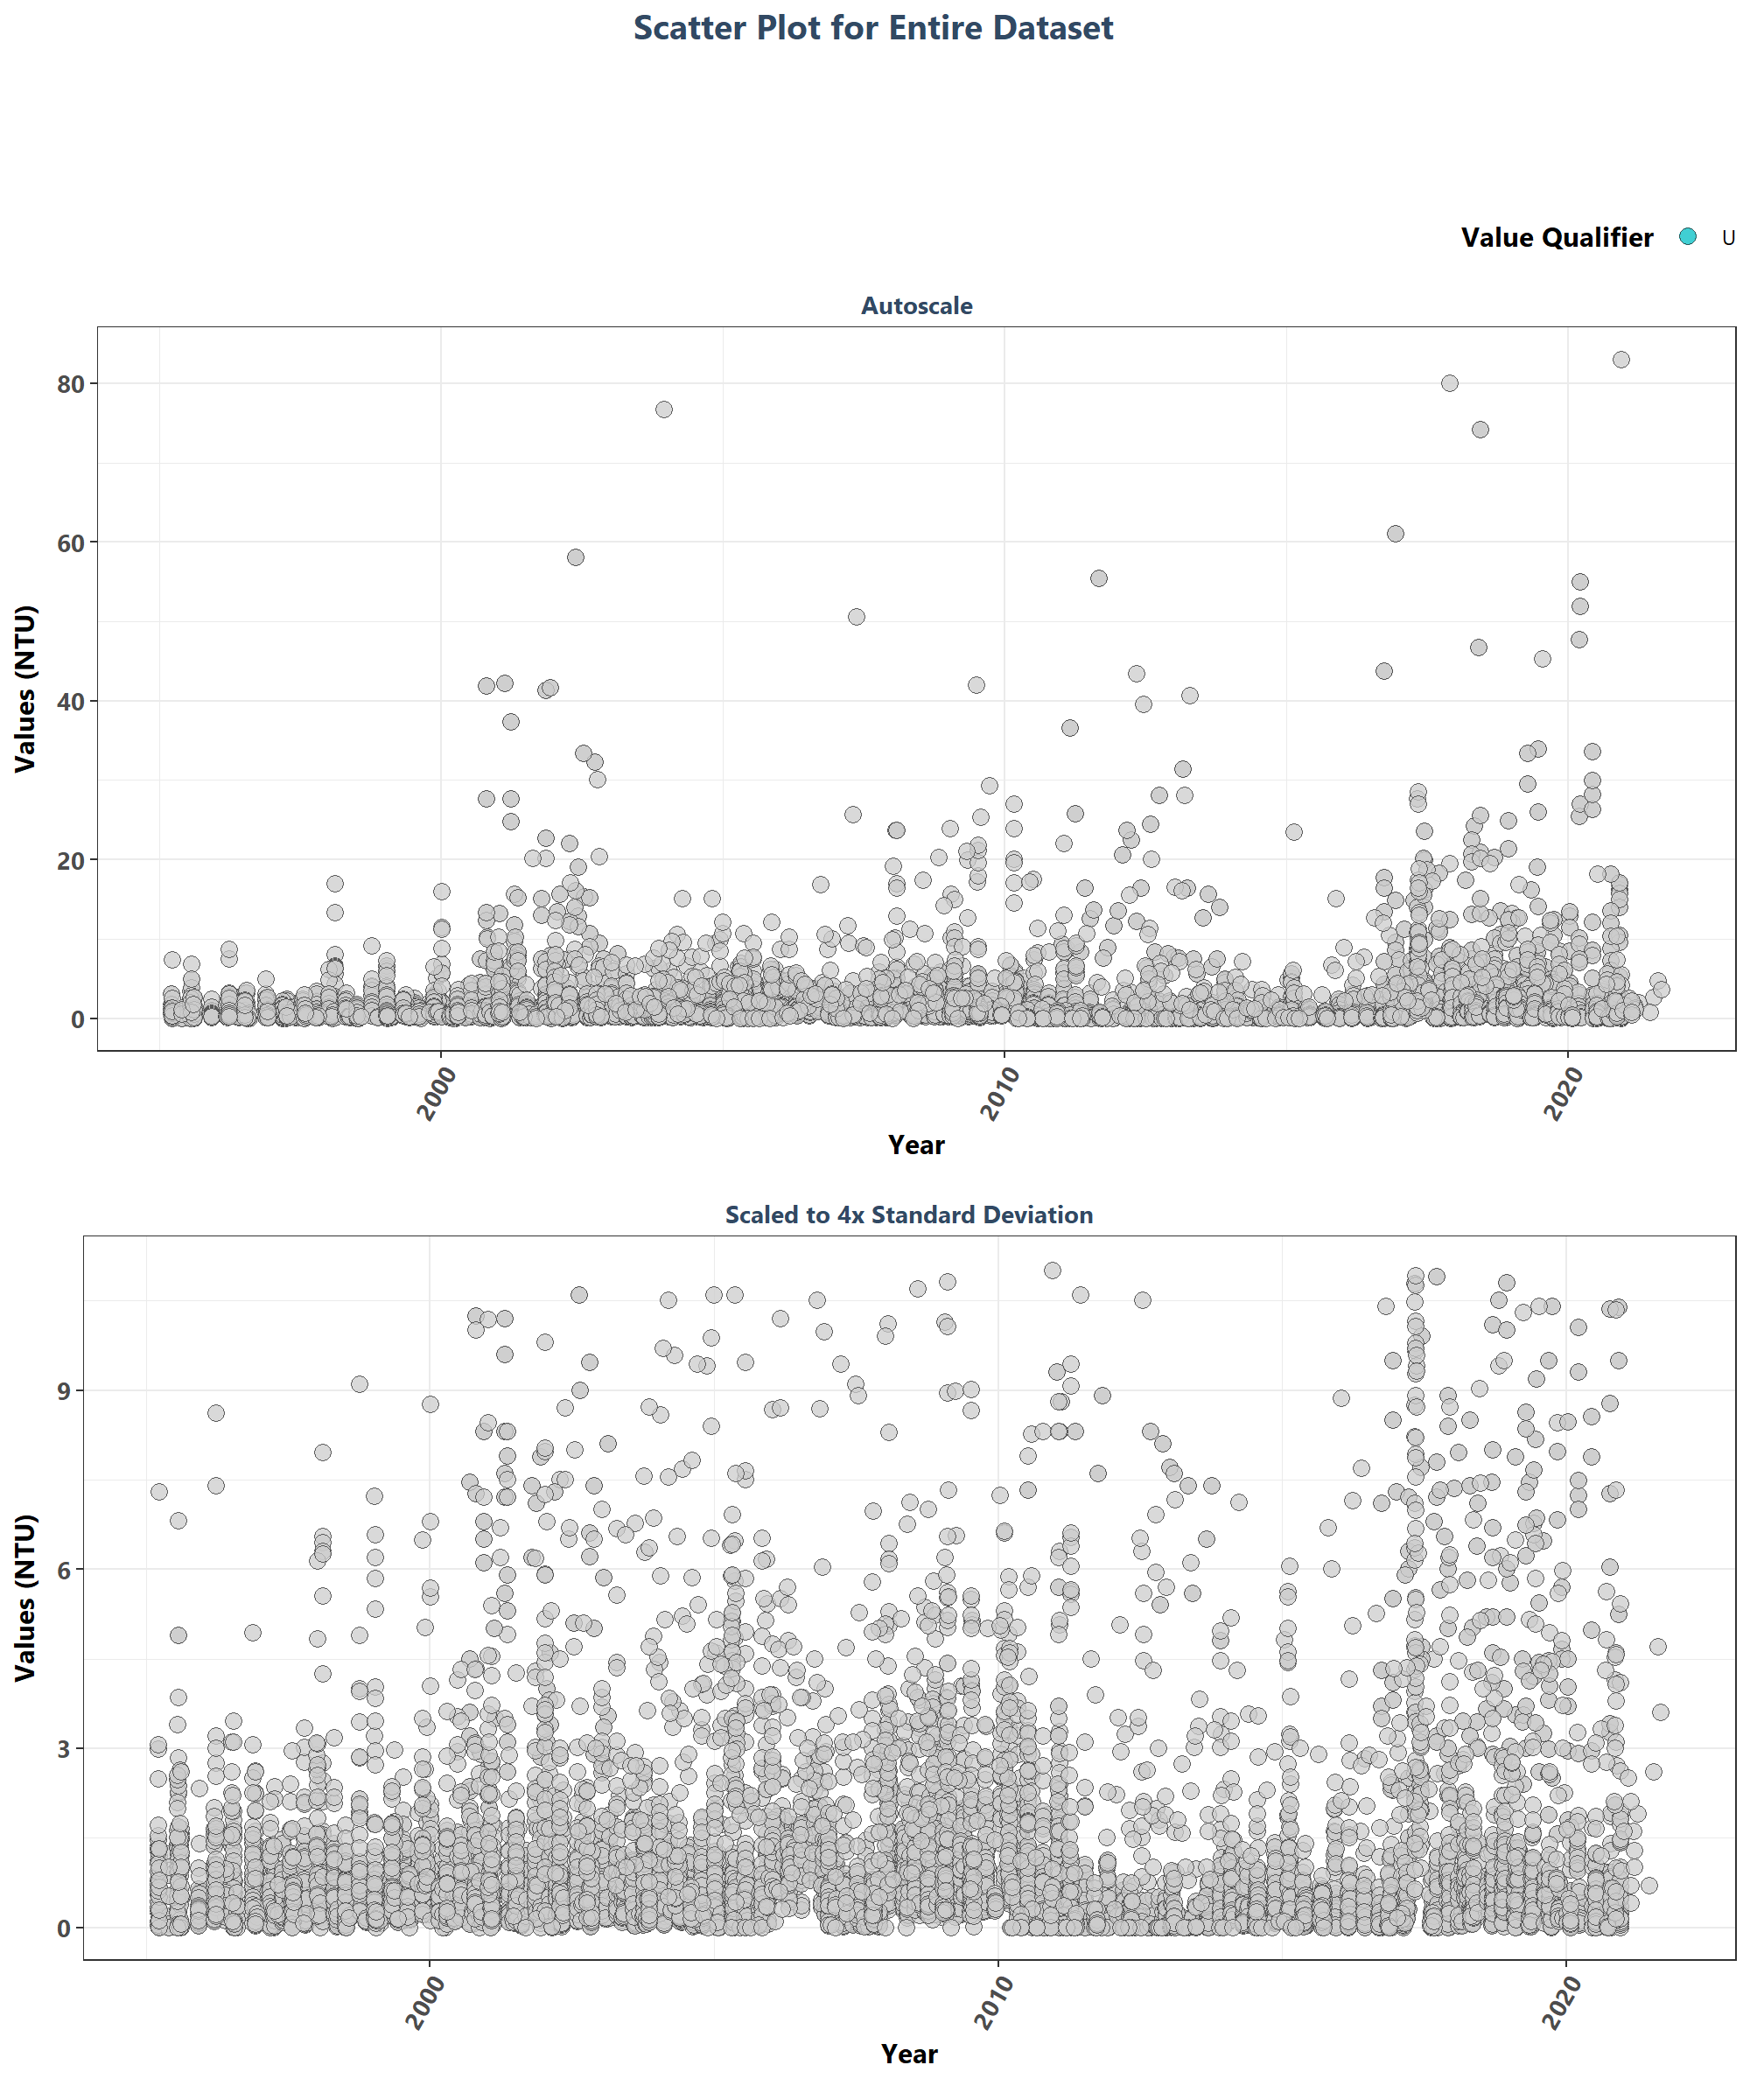 Scatter Plot for Entire Dataset
Value Qualifier U
Autoscale
80
60
40
20
0
Values (NTU)
2000 2010 2020
Year
Scaled to 4x Standard Deviation
9
6
3
0
Values (NTU)
2000 2010 2020
Year